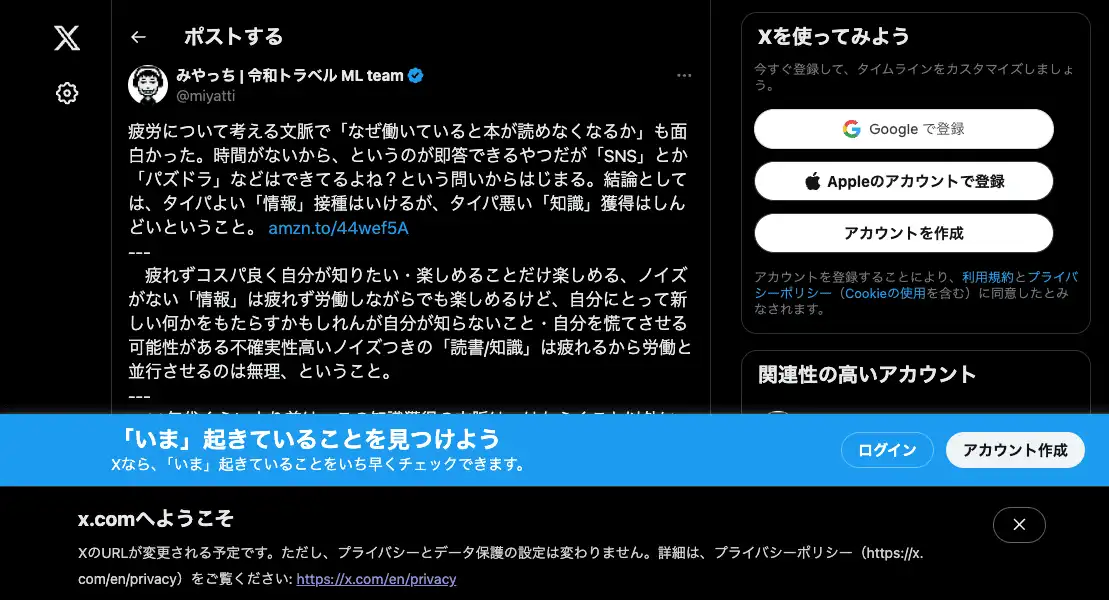 ポストする
みやっち | 令和トラベル ML team
@miyatti
疲労について考える文脈で「なぜ働いていると本が読めなくなるか」も面
白かった。時間がないから、というのが即答できるやつだが「SNS」とか
「パズドラ」などはできてるよね？という問いからはじまる。結論として
は、タイパよい「情報」接種はいけるが、タイパ悪い「知識」獲得はしん
どいということ。 amzn.to/44wef5A
---
　疲れずコスパ良く自分が知りたい・楽しめることだけ楽しめる、ノイズ
がない「情報」は疲れず労働しながらでも楽しめるけど、自分にとって新
しい何かをもたらすかもしれんが自分が知らないこと・自分を慌てさせる
可能性がある不確実性高いノイズつきの「読書/知識」は疲れるから労働と
並行させるのは無理、ということ。
---
Xを使ってみよう
今すぐ登録して、タイムラインをカスタマイズしましょ
う。
Google で登録
Appleのアカウントで登録
アカウントを作成
アカウントを登録することにより、利用規約とプライバ
シーポリシー（Cookieの使用を含む）に同意したとみ
なされます。
関連性の高いアカウント
「いま」起きていることを見つけよう
Xなら、「いま」起きていることをいち早くチェックできます。
ログイン
アカウント作成
x.comへようこそ
XのURLが変更される予定です。ただし、プライバシーとデータ保護の設定は変わりません。詳細は、プライバシーポリシー（https://x.
com/en/privacy）をご覧ください: https://x.com/en/privacy